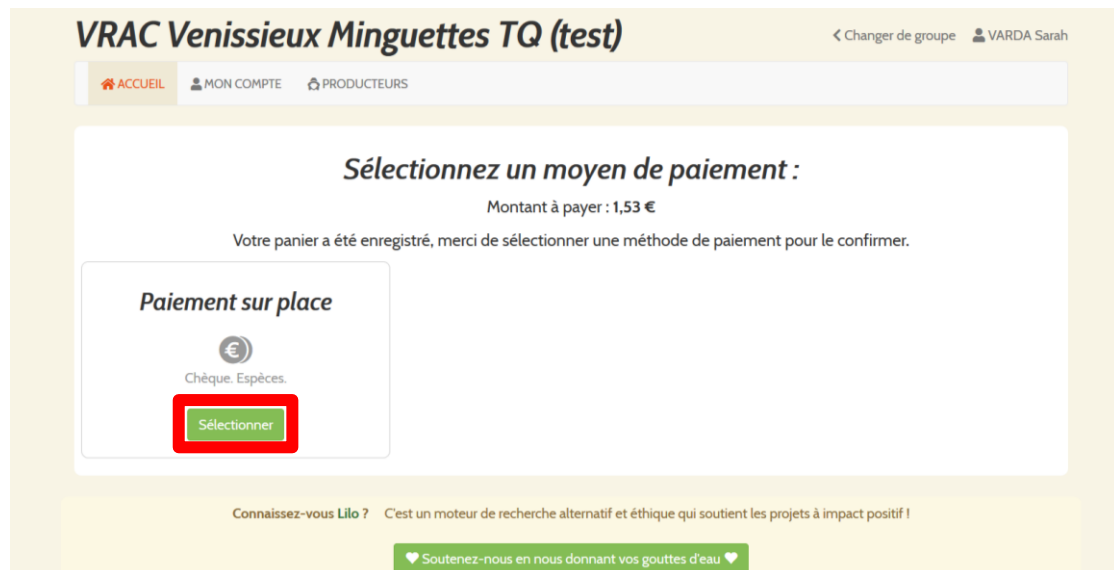 VRAC Venissieux Minguettes TQ (test)
Changer de groupe VARDA Sarah
ACCUEIL MON COMPTE PRODUCTEURS
Sélectionnez un moyen de paiement :
Montant à payer : 1,53 €
Votre panier a été enregistré, merci de sélectionner une méthode de paiement pour le confirmer.
Paiement sur place
€
Chèque. Espèces.
Sélectionner
Connaissez-vous Lilo ? C'est un moteur de recherche alternatif et éthique qui soutient les projets à impact positif !
Soutenez-nous en nous donnant vos gouttes d'eau